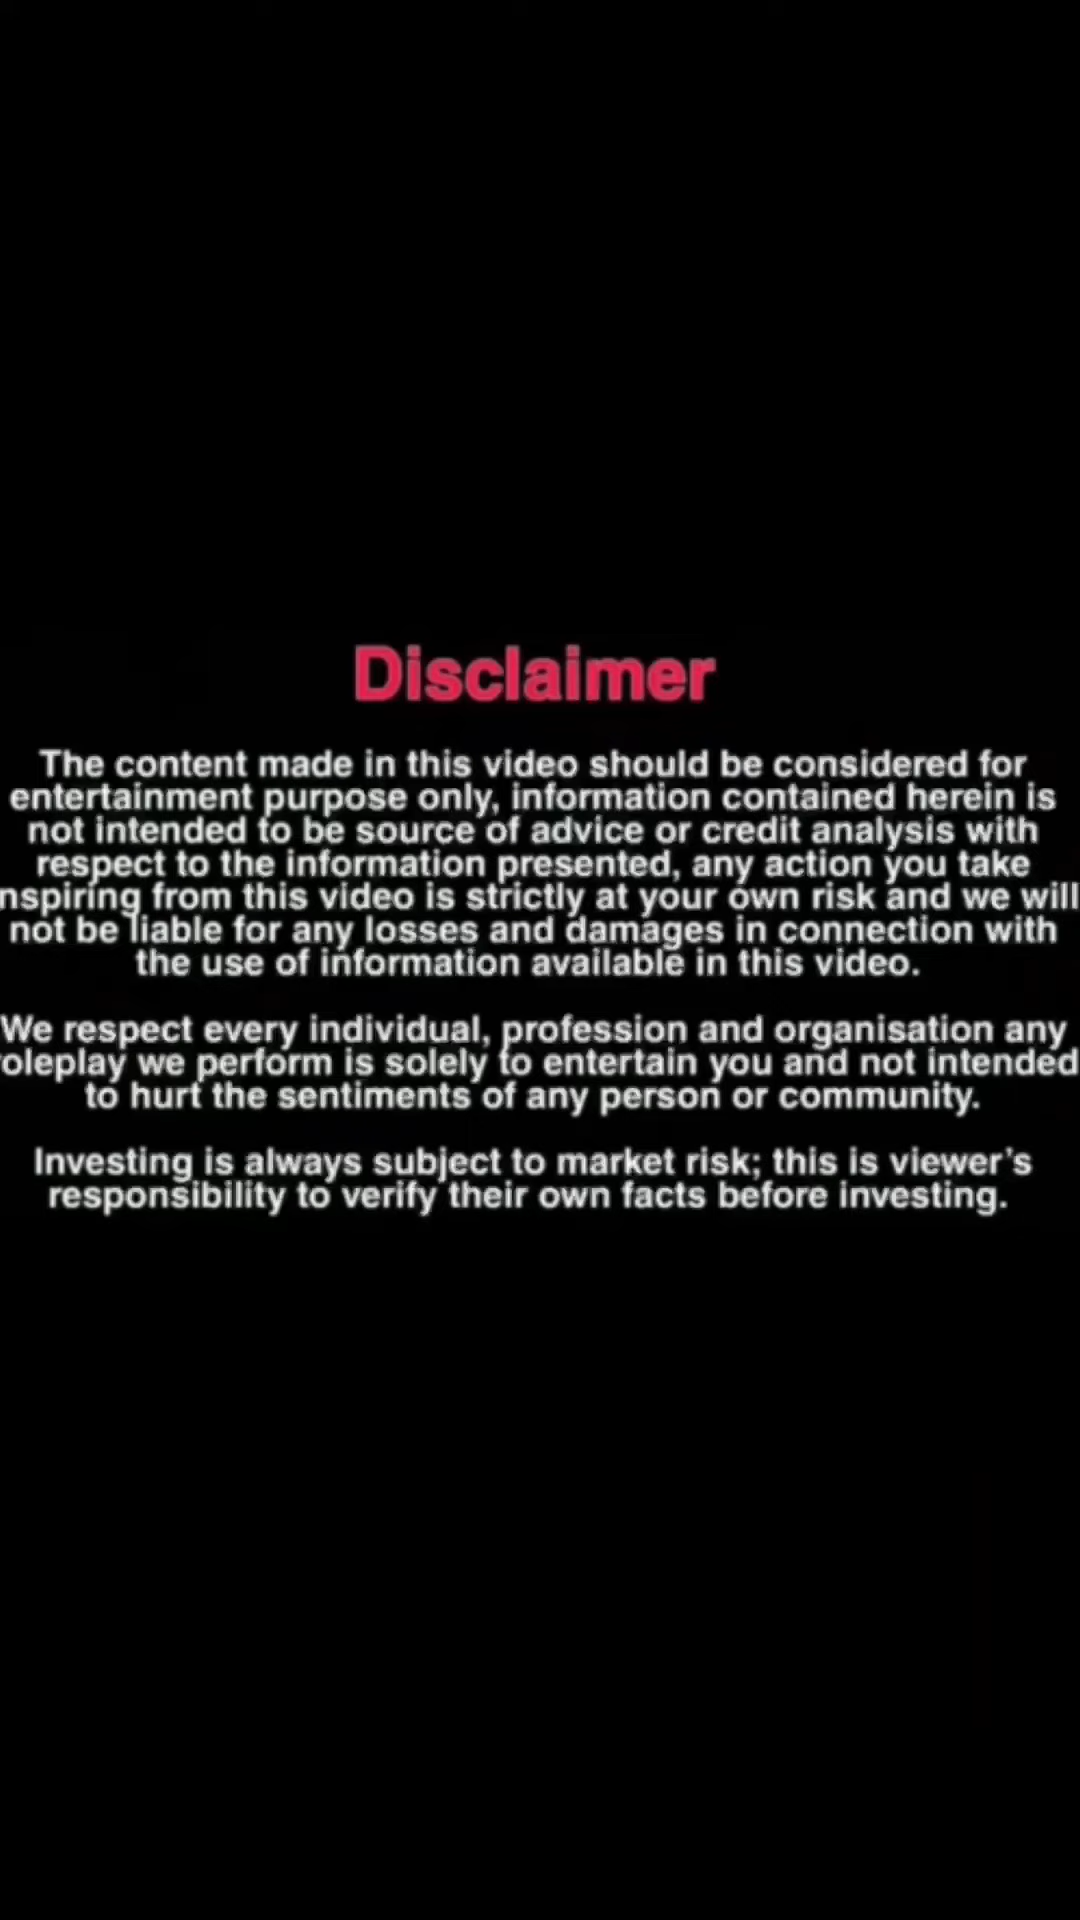 Disclaimer
The content made in this video should be considered for
entertainment purpose only, information contained herein is
not intended to be source of advice or credit analysis with
respect to the information presented, any action you take
nspiring from this video is strictly at your own risk and we will
not be liable for any losses and damages in connection with
the use of information available in this video.
We respect every individual, profession and organisation any
oleplay we perform is solely to entertain you and not intended
to hurt the sentiments of any person or community.
Investing is always subject to market risk; this is viewer's
responsibility to verify their own facts before investing.